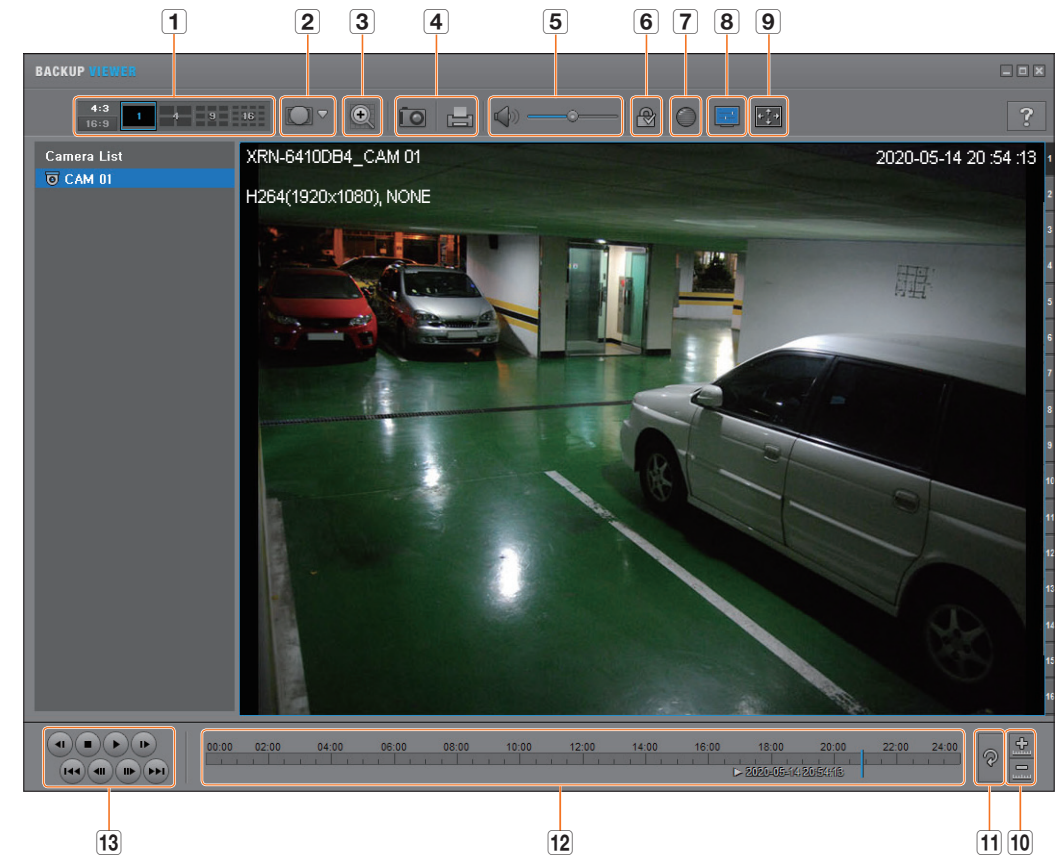 1 2 3 4 5 6 7 8 9
BACKUP VIEWER
4:3
16:9
1 4 9 16
?
Camera List
CAM 01
XRN-6410DB4_CAM 01
2020-05-14 20 :54 :13
H264(1920x1080), NONE
1
2
3
4
5
6
7
8
9
10
11
12
13
14
15
16
00:00 02:00 04:00 06:00 08:00 10:00 12:00 14:00 16:00 18:00 20:00 22:00 24:00
2020-05-14 20:54:13
13 12 11 10